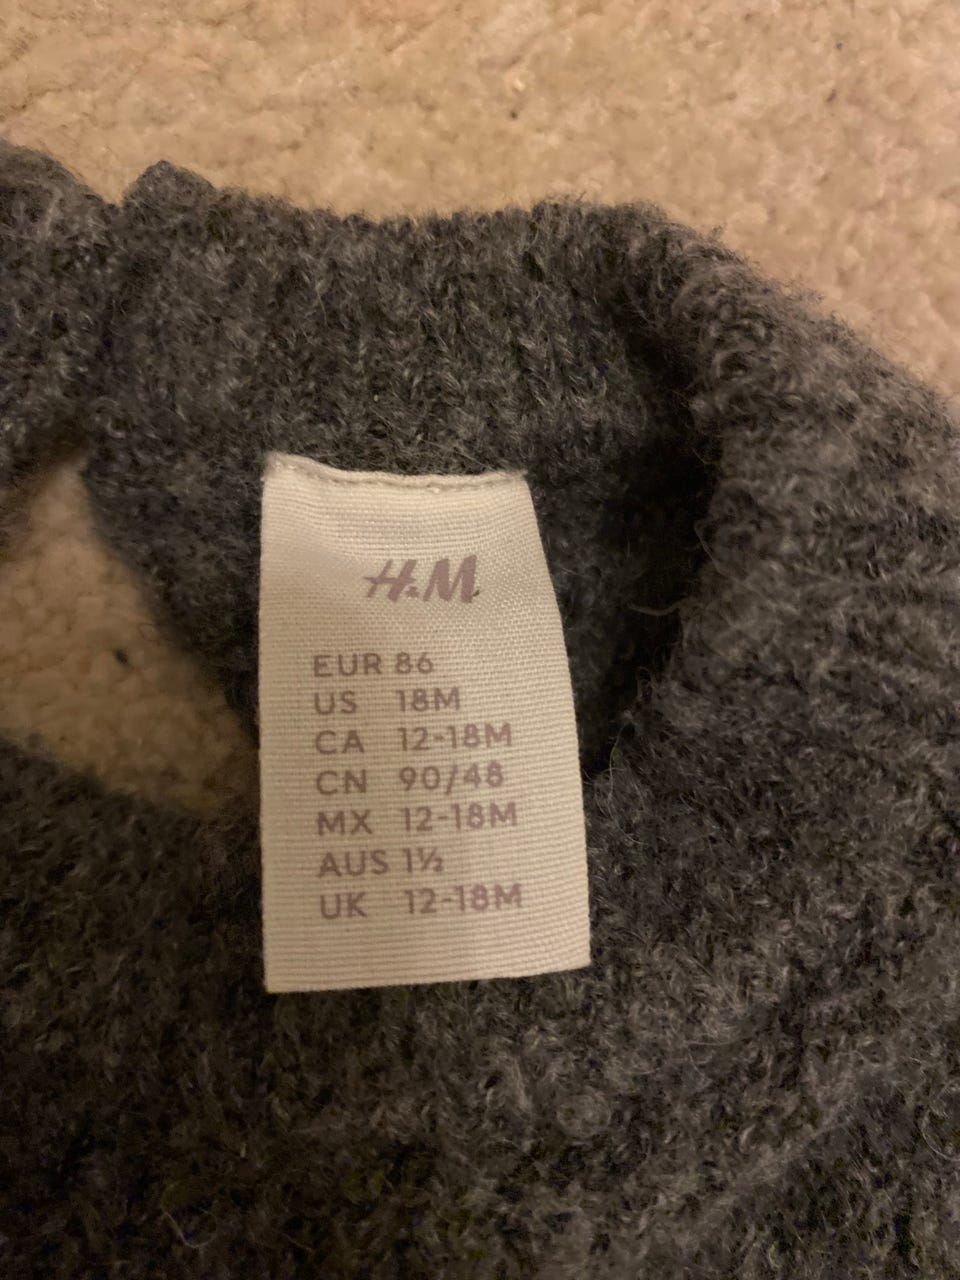 H&M
EUR 86
US 18M
CA 12-18M
CN 90/48
MX 12-18M
AUS 1½
UK 12-18M